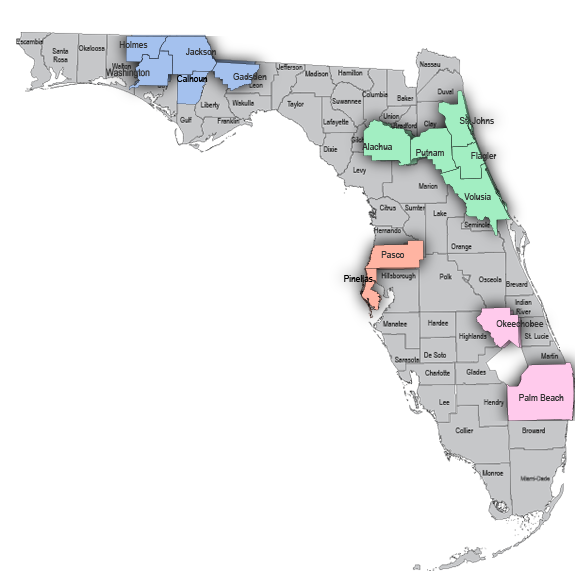 Escambia
Santa
Rosa
Okaloosa
Walton
Holmes
Washington
Jackson
Calhoun
Gadsden
Leon
Liberty
Gulf
Franklin
Wakulla
Jefferson
Madison
Taylor
Hamilton
Suwannee
Lafayette
Dixie
Columbia
Baker
Nassau
Duval
Union
Bradford
Clay
St. Johns
Alachua
Putnam
Flagler
Levy
Marion
Volusia
Citrus
Sumter
Lake
Seminole
Hernando
Orange
Pasco
Pinellas
Hillsborough
Polk
Osceola
Brevard
Indian
River
Okeechobee
St. Lucie
Manatee
Hardee
Highlands
Sarasota
De Soto
Martin
Charlotte
Glades
Lee
Hendry
Palm Beach
Collier
Broward
Monroe
Miami-Dade